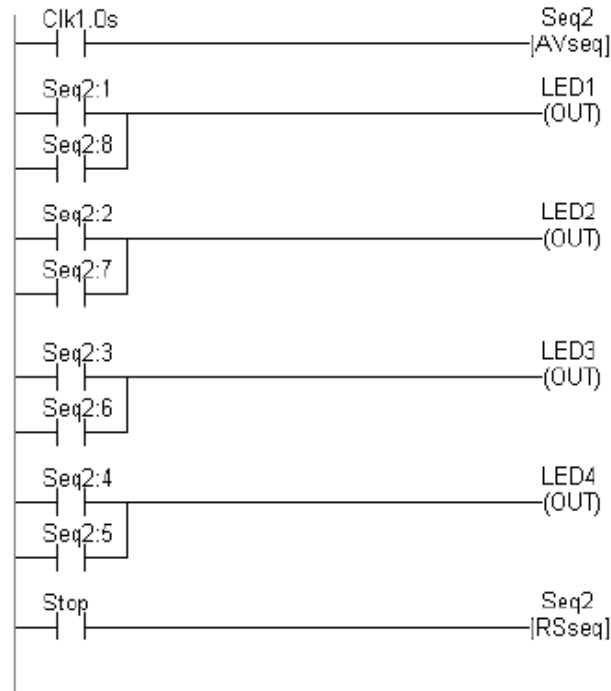 Clk1.0s Seq2
[AVseq]
Seq2:1 LED1
(OUT)
Seq2:8
Seq2:2 LED2
(OUT)
Seq2:7
Seq2:3 LED3
(OUT)
Seq2:6
Seq2:4 LED4
(OUT)
Seq2:5
Stop Seq2
[RSseq]